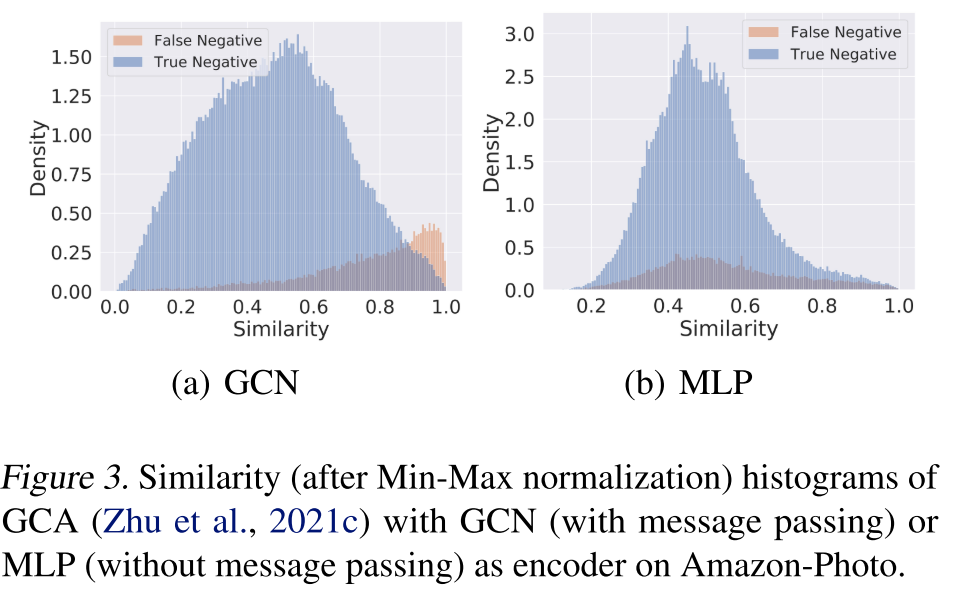 False Negative
True Negative
1.50
1.25
1.00
0.75
0.50
0.25
0.00
Density
0.0 0.2 0.4 0.6 0.8 1.0
Similarity
(a) GCN
False Negative
True Negative
3.0
2.5
2.0
1.5
1.0
0.5
0.0
Density
0.2 0.4 0.6 0.8 1.0
Similarity
(b) MLP
Figure 3. Similarity (after Min-Max normalization) histograms of
GCA (Zhu et al., 2021c) with GCN (with message passing) or
MLP (without message passing) as encoder on Amazon-Photo.